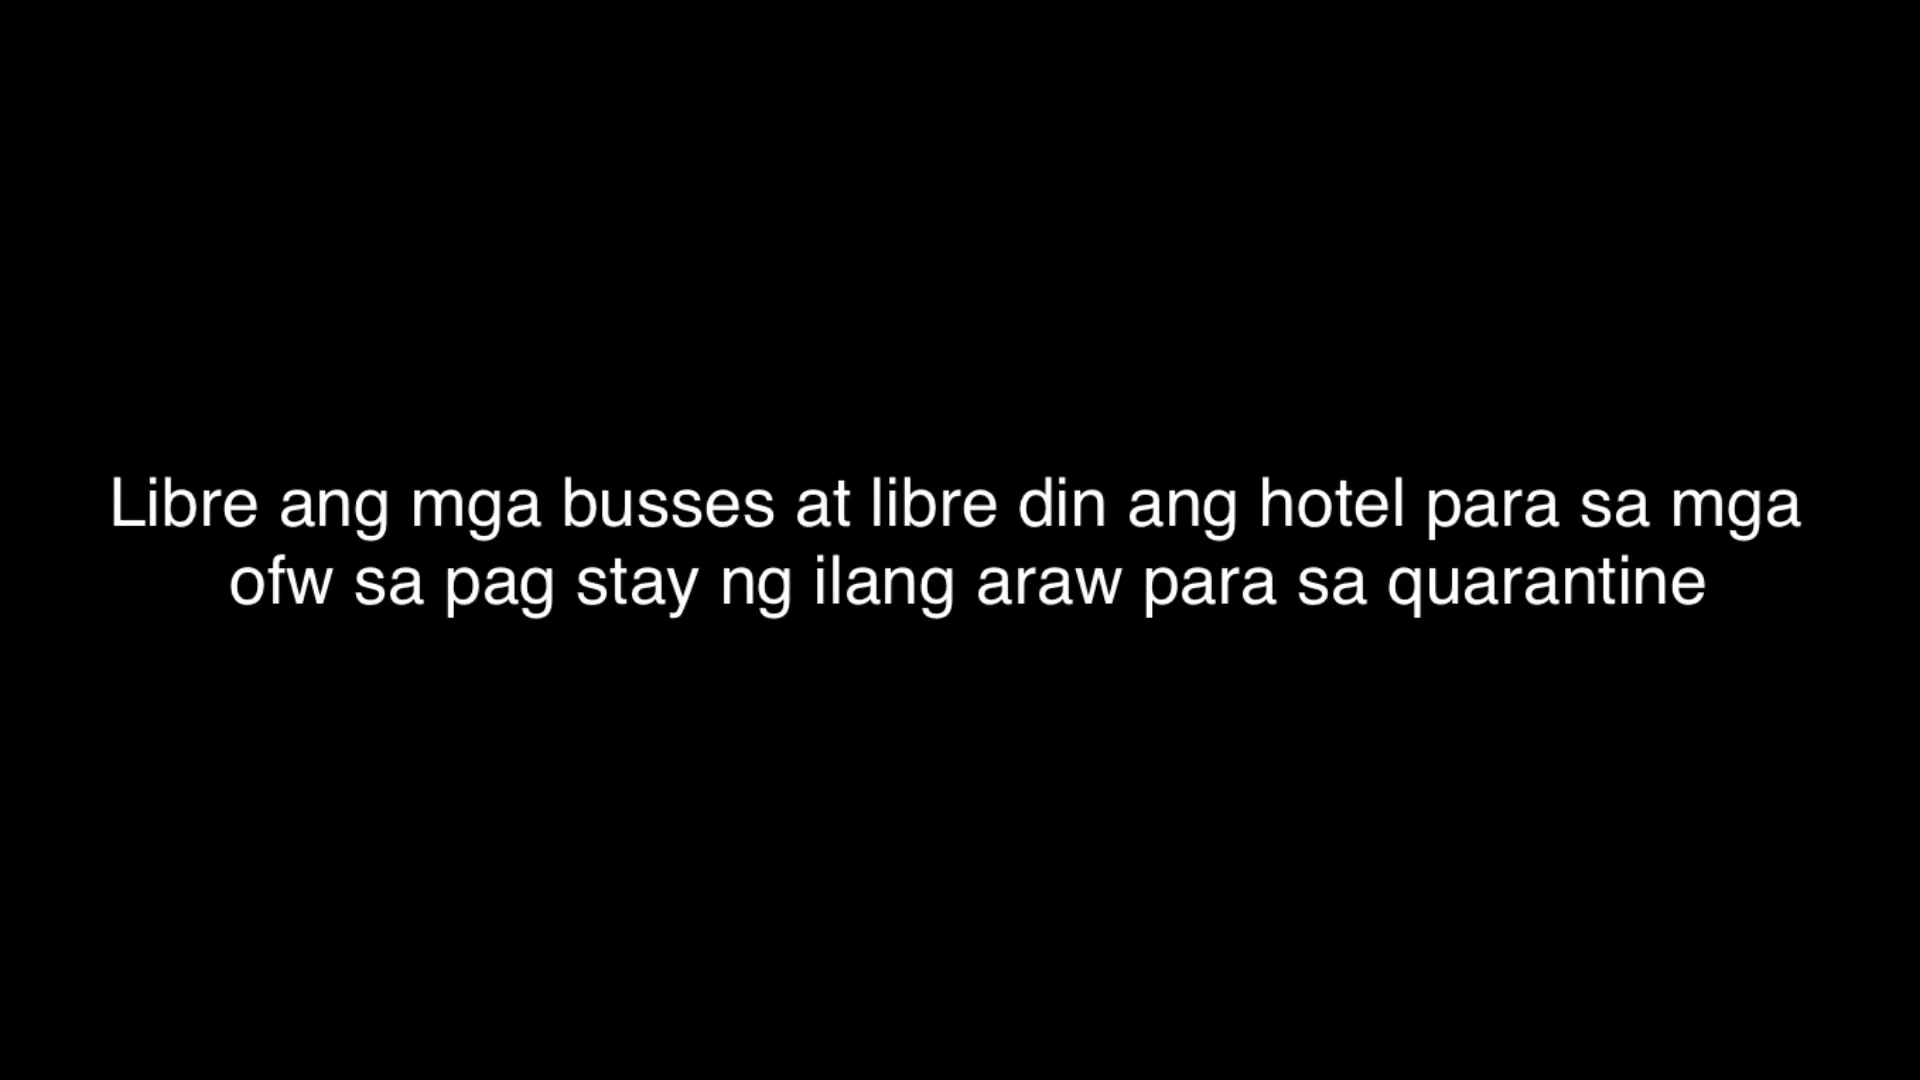 Libre ang mga busses at libre din ang hotel para sa mga
ofw sa pag stay ng ilang araw para sa quarantine